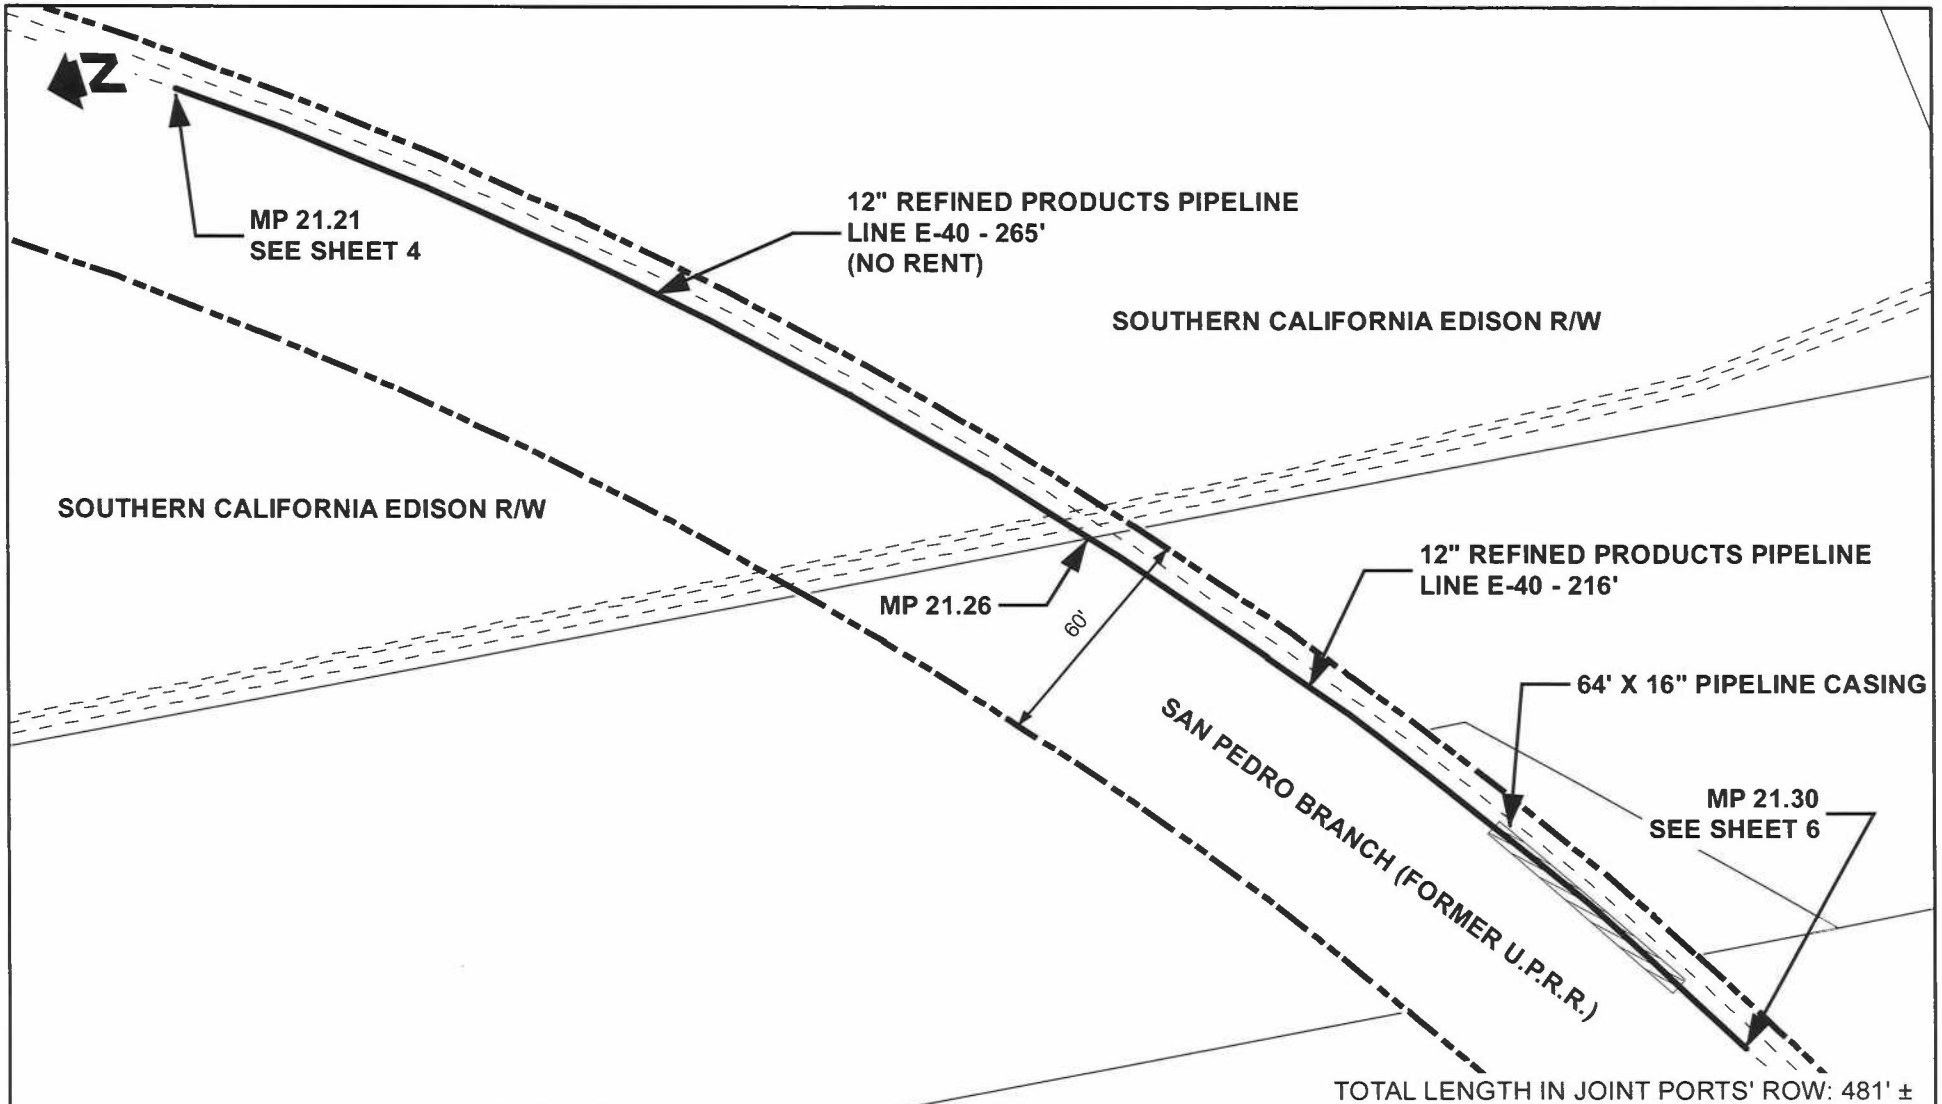 Z
MP 21.21
SEE SHEET 4
12" REFINED PRODUCTS PIPELINE
LINE E-40 - 265'
(NO RENT)
SOUTHERN CALIFORNIA EDISON R/W
SOUTHERN CALIFORNIA EDISON R/W
12" REFINED PRODUCTS PIPELINE
LINE E-40 - 216'
MP 21.26
60'
64' X 16" PIPELINE CASING
SAN PEDRO BRANCH (FORMER U.P.R.R.)
MP 21.30
SEE SHEET 6
TOTAL LENGTH IN JOINT PORTS' ROW: 481' ±